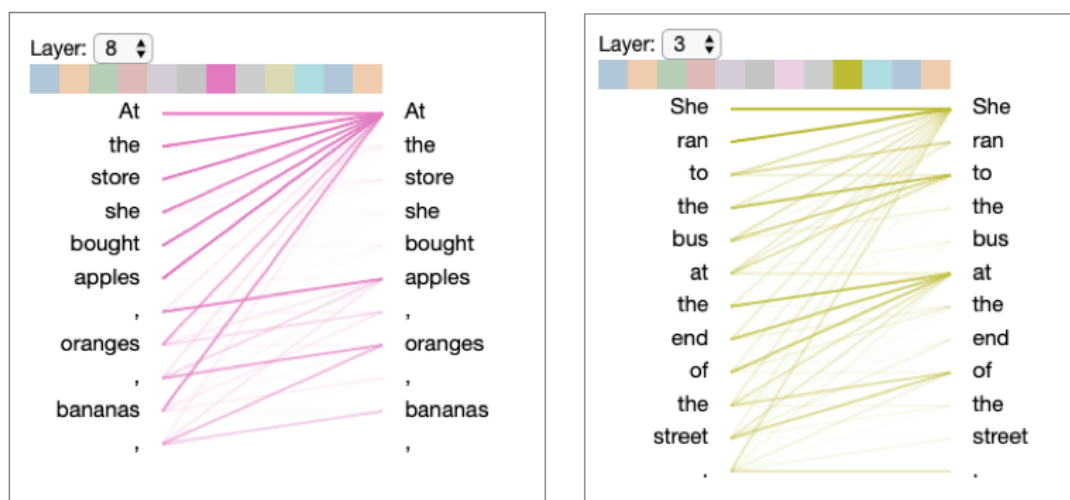 Layer: 8
At At
the the
store store
she she
bought bought
apples apples
, ,
oranges oranges
, ,
bananas bananas
, ,
Layer: 3
She She
ran ran
to to
the the
bus bus
at at
the the
end end
of of
the the
street street
. .